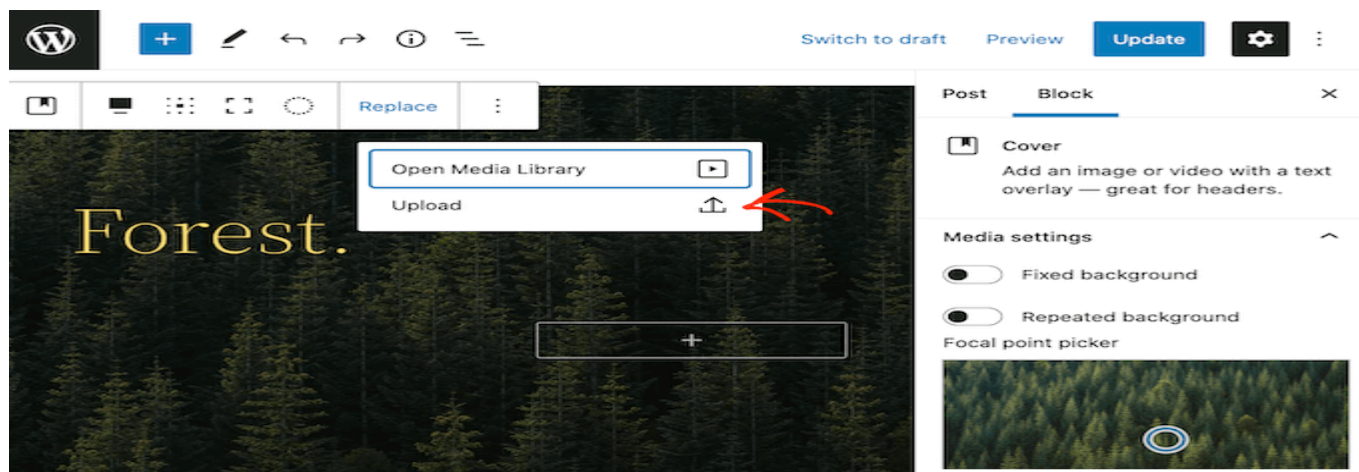 Switch to draft Preview Update
Replace
Post Block
Open Media Library
Upload
Forest.
Cover
Add an image or video with a text
overlay — great for headers.
Media settings
Fixed background
Repeated background
Focal point picker